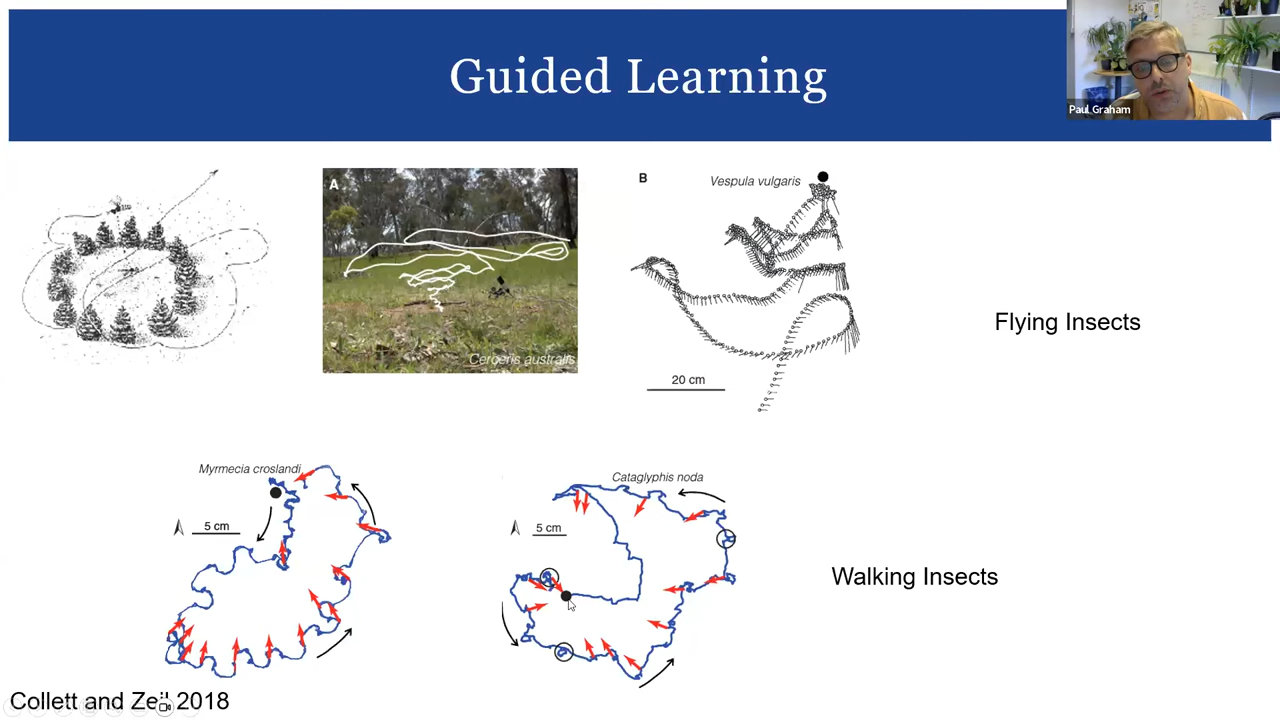 Guided Learning
Paul Graham
A
Cerceris australis
B
Vespula vulgaris
20 cm
Flying Insects
Myrmecia croslandi
5 cm
Cataglyphis noda
5 cm
Walking Insects
Collett and Zeil 2018